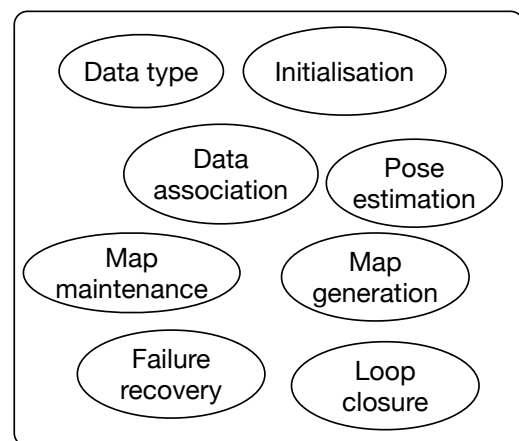 Data type
Initialisation
Data
association
Pose
estimation
Map
maintenance
Map
generation
Failure
recovery
Loop
closure